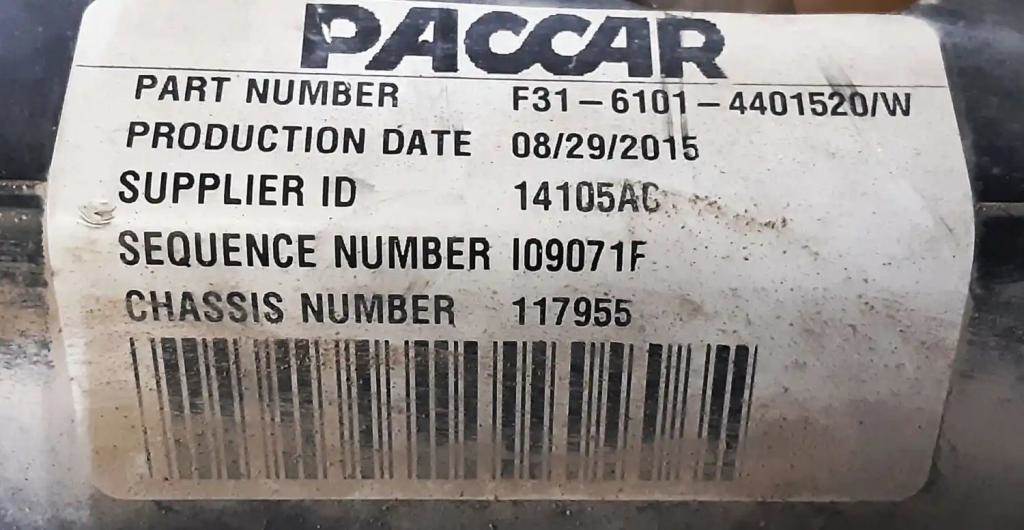 PACCAR
PART NUMBER F31-6101-4401520/W
PRODUCTION DATE 08/29/2015
SUPPLIER ID 14105AC
SEQUENCE NUMBER I09071F
CHASSIS NUMBER 117955